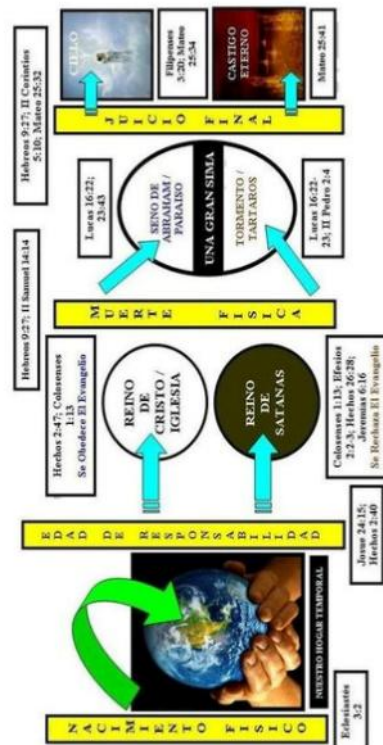 NACIMIENTO FISICO
Eclesiastés
3:2
NUESTRO HOGAR TEMPORAL
EDAD DE RESPONSABILIDAD
Josue 24:15;
Hechos 2:40
Hechos 2:47; Colosenses
1:13
Se Obedece El Evangelio
REINO
DE
CRISTO /
IGLESIA
REINO
DE
SATANAS
Colosenses 1:13; Efesios
2:2-3; Hechos 26:28;
Jeremias 6:16
Se Rechaza El Evangelio
Hebreos 9:27; II Samuel 14:14
MUERTE FISICA
Lucas 16:22;
23:43
SENO DE
ABRAHAM /
PARAISO
UNA GRAN SIMA
TORMENTO /
TARTAROS
Lucas 16:22-
23; II Pedro 2:4
Hebreos 9:27; II Corintios
5:10; Mateo 25:32
JUICIO FINAL
CIELO
Filipenses
3:20; Mateo
25:34
CASTIGO
ETERNO
Mateo 25:41